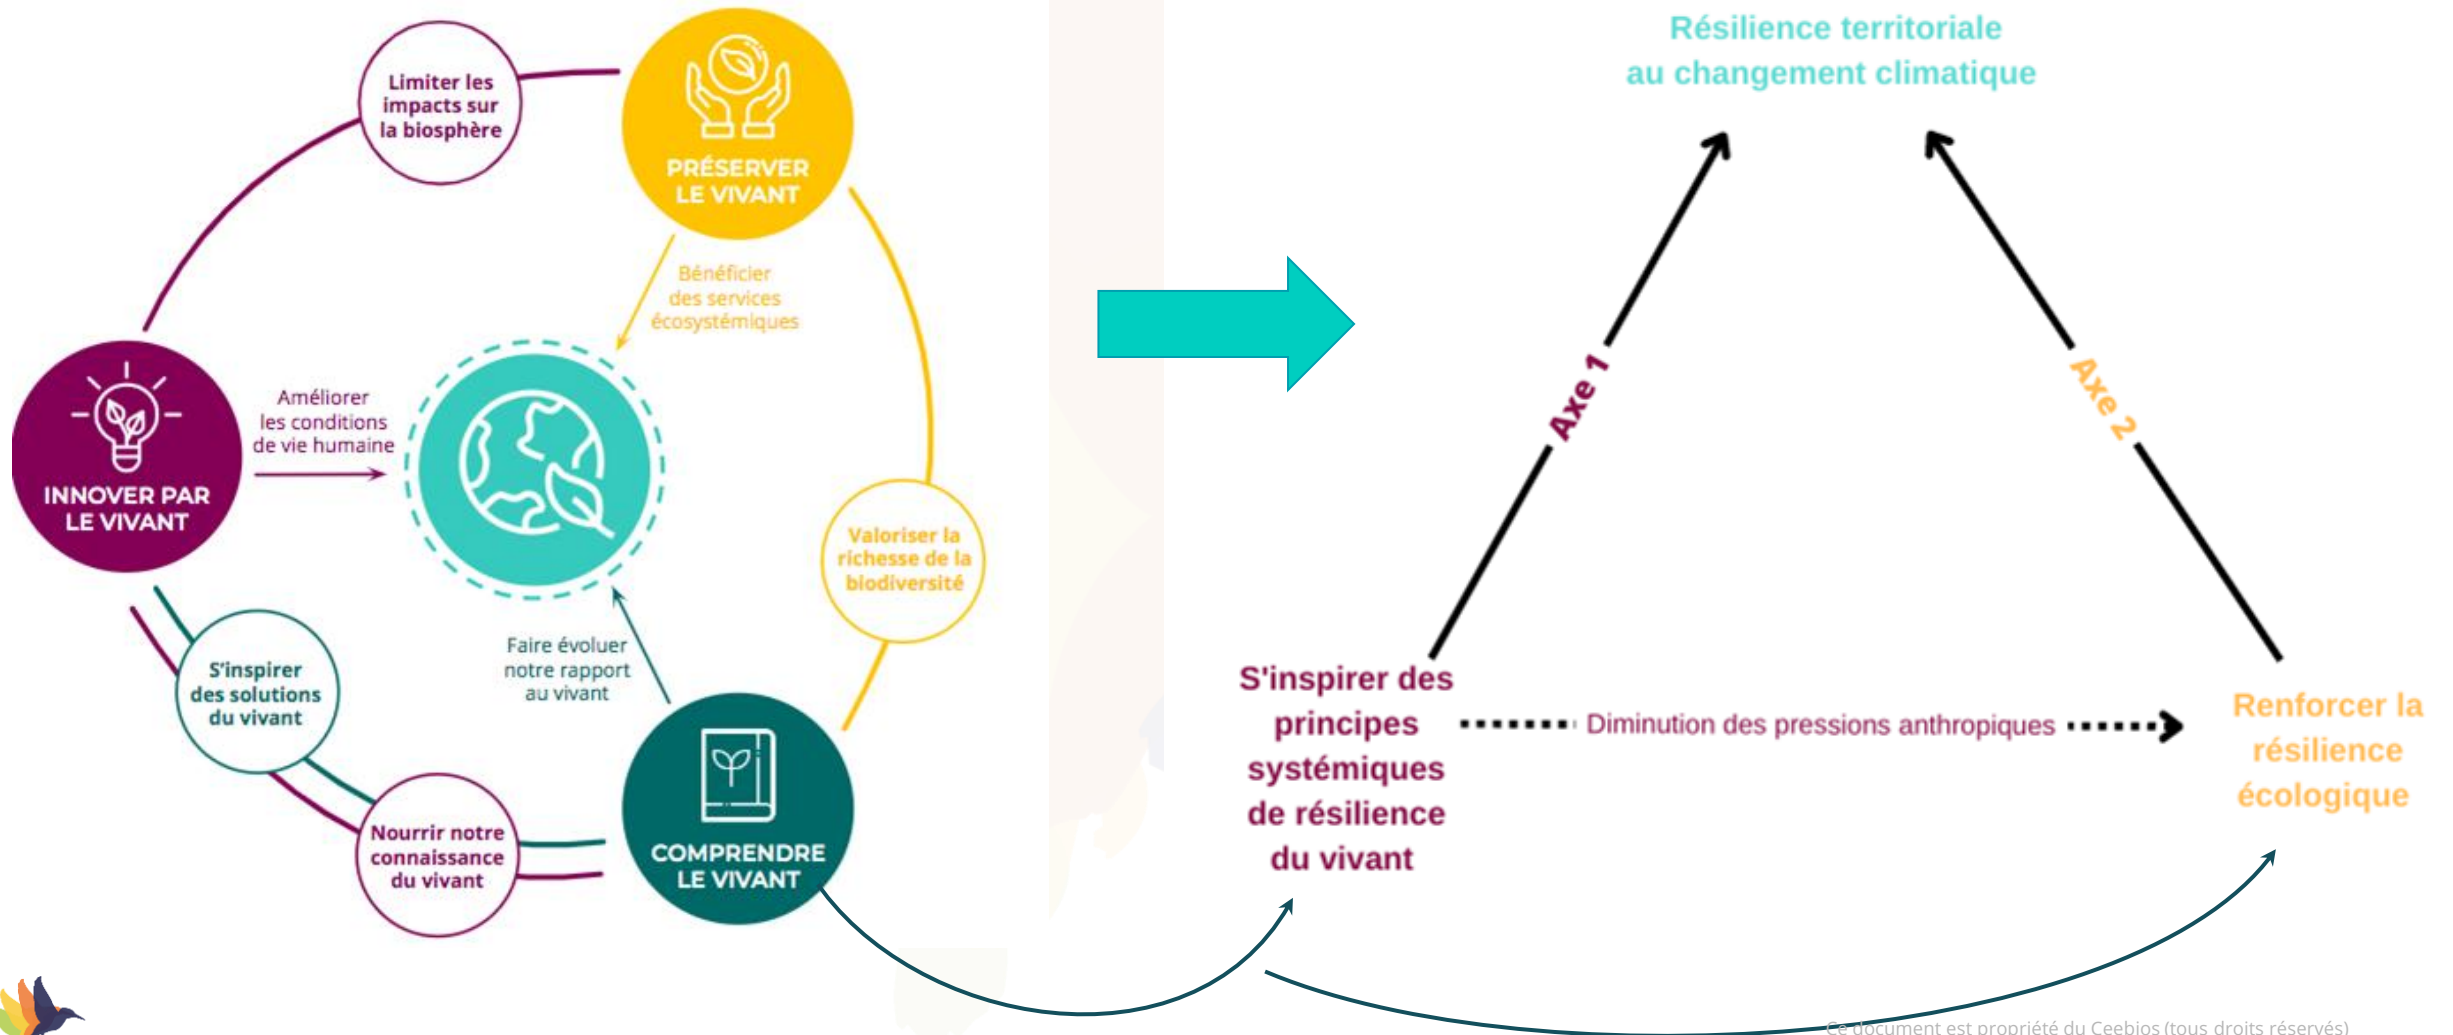 Limiter les
impacts sur
la biosphère
PRÉSERVER
LE VIVANT
Bénéficier
des services
écosystémiques
Améliorer
les conditions
de vie humaine
INNOVER PAR
LE VIVANT
Valoriser la
richesse de la
biodiversité
S'inspirer
des solutions
du vivant
Faire évoluer
notre rapport
au vivant
Nourrir notre
connaissance
du vivant
COMPRENDRE
LE VIVANT
Résilience territoriale
au changement climatique
Axe 1
Axe 2
S'inspirer des
principes
systémiques
de résilience
du vivant
Diminution des pressions anthropiques
Renforcer la
résilience
écologique
Ce document est propriété du Ceebios (tous droits réservés)